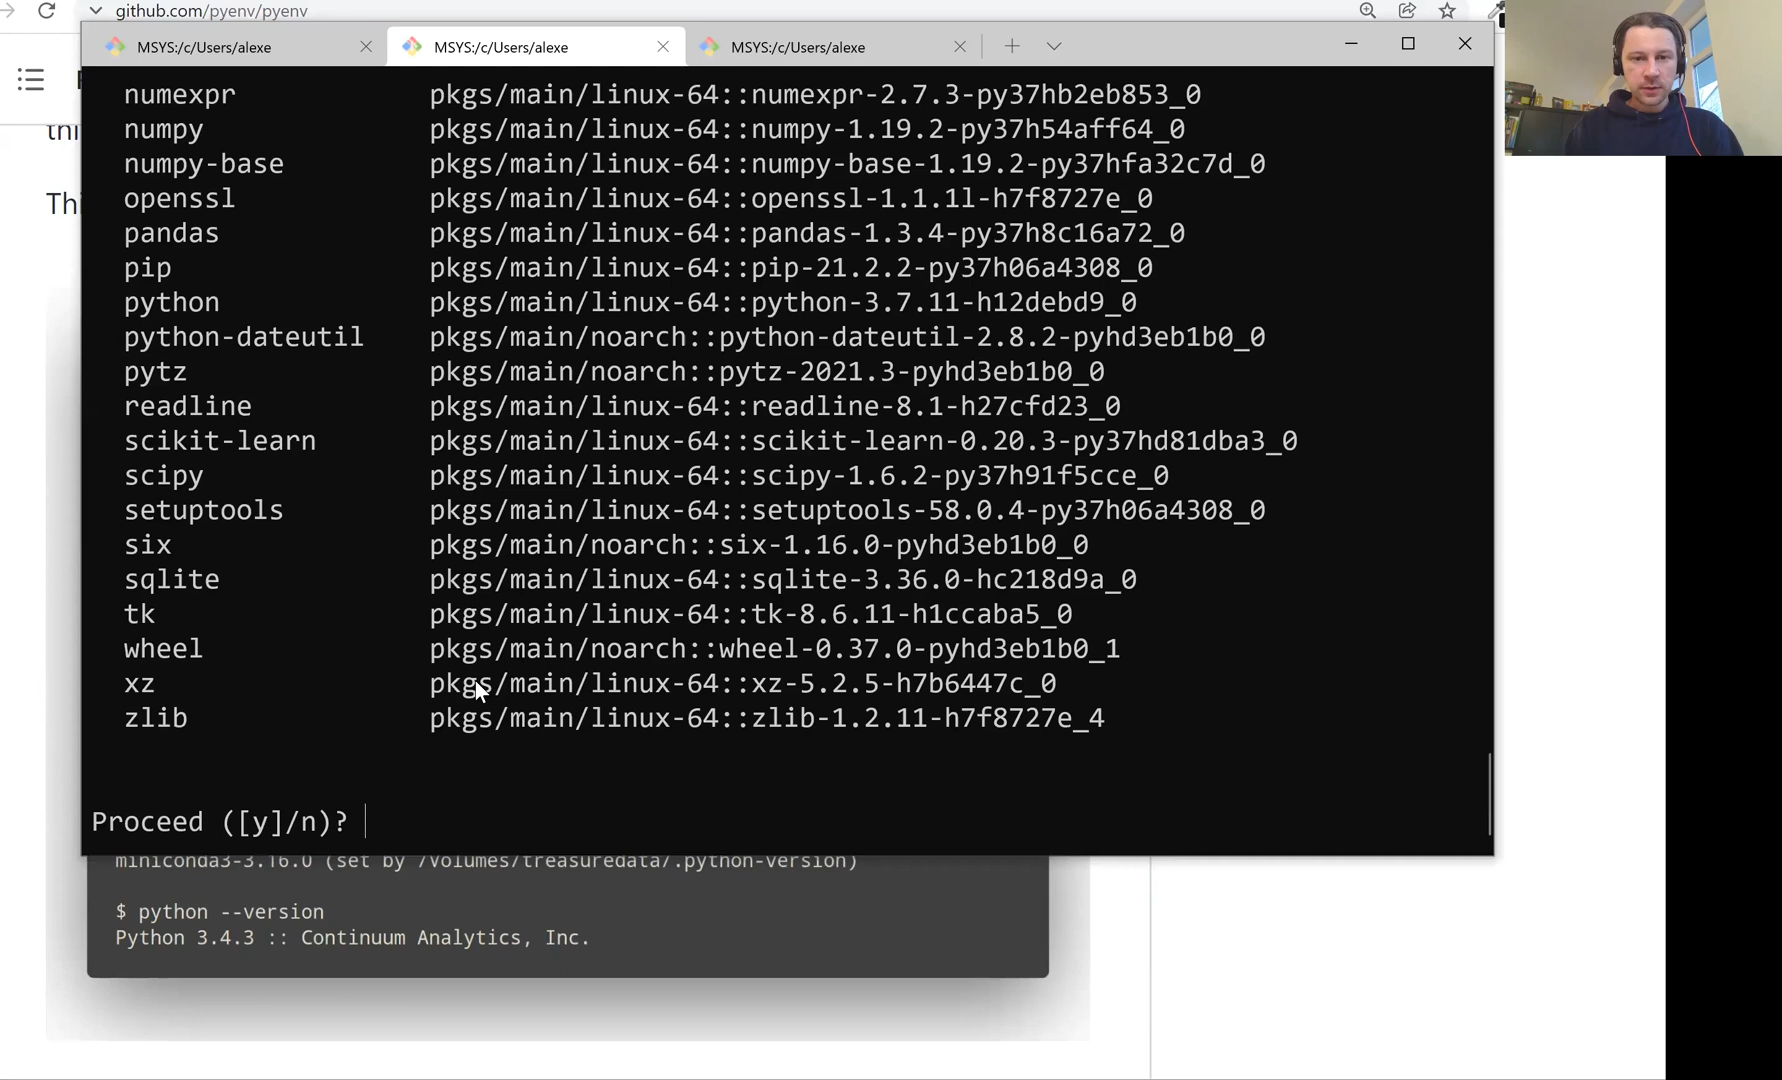 github.com/pyenv/pyenv
MSYS:/c/Users/alexe
MSYS:/c/Users/alexe
MSYS:/c/Users/alexe
numexpr pkgs/main/linux-64::numexpr-2.7.3-py37hb2eb853_0
numpy pkgs/main/linux-64::numpy-1.19.2-py37h54aff64_0
numpy-base pkgs/main/linux-64::numpy-base-1.19.2-py37hfa32c7d_0
openssl pkgs/main/linux-64::openssl-1.1.1l-h7f8727e_0
pandas pkgs/main/linux-64::pandas-1.3.4-py37h8c16a72_0
pip pkgs/main/linux-64::pip-21.2.2-py37h06a4308_0
python pkgs/main/linux-64::python-3.7.11-h12debd9_0
python-dateutil pkgs/main/noarch::python-dateutil-2.8.2-pyhd3eb1b0_0
pytz pkgs/main/noarch::pytz-2021.3-pyhd3eb1b0_0
readline pkgs/main/linux-64::readline-8.1-h27cfd23_0
scikit-learn pkgs/main/linux-64::scikit-learn-0.20.3-py37hd81dba3_0
scipy pkgs/main/linux-64::scipy-1.6.2-py37h91f5cce_0
setuptools pkgs/main/linux-64::setuptools-58.0.4-py37h06a4308_0
six pkgs/main/noarch::six-1.16.0-pyhd3eb1b0_0
sqlite pkgs/main/linux-64::sqlite-3.36.0-hc218d9a_0
tk pkgs/main/linux-64::tk-8.6.11-h1ccaba5_0
wheel pkgs/main/noarch::wheel-0.37.0-pyhd3eb1b0_1
xz pkgs/main/linux-64::xz-5.2.5-h7b6447c_0
zlib pkgs/main/linux-64::zlib-1.2.11-h7f8727e_4
Proceed ([y]/n)?
miniconda3-3.16.0 (set by /Volumes/treasuredata/.python-version)
$ python --version
Python 3.4.3 :: Continuum Analytics, Inc.